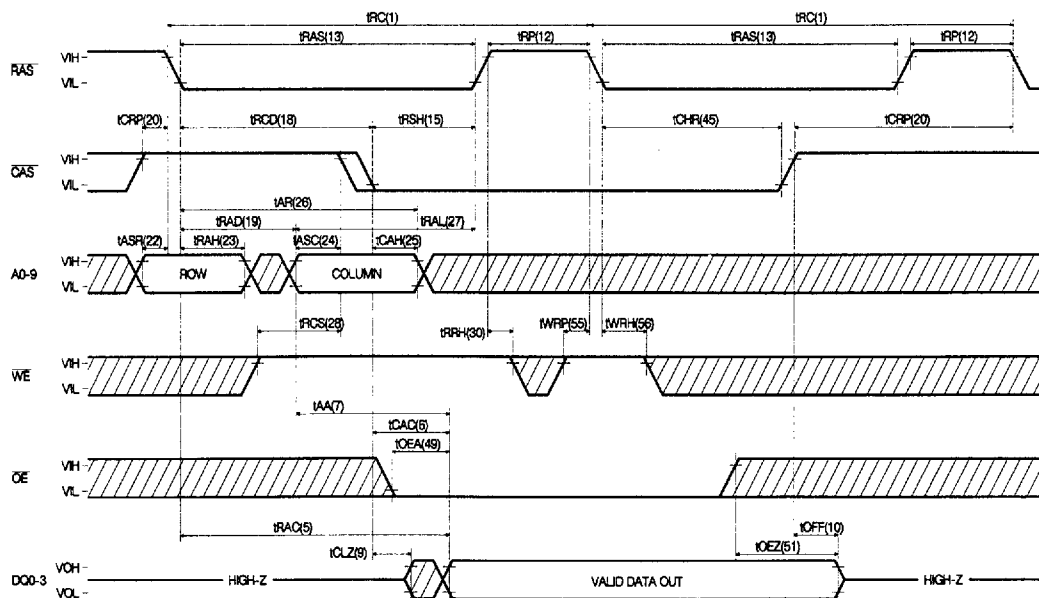 tRC(1) tRC(1)
tRAS(13) tRP(12) tRAS(13) tRP(12)
RAS VIH
VIL
tCRP(20) tRCD(18) tRSH(15) tCHR(45) tCRP(20)
CAS VIH
VIL
tAR(26)
tRAD(19) tRAL(27)
tASR(22) tRAH(23) tASC(24) tCAH(25)
A0-9 VIH
VIL
ROW COLUMN
tRCS(28) tRRH(30) tWRP(55) tWRH(56)
WE VIH
VIL
tAA(7)
tCAC(6)
tOEA(49)
OE VIH
VIL
tRAC(5) tOFF(10)
tCLZ(9) tOEZ(51)
DQ0-3 VOH
VOL
HIGH-Z VALID DATA OUT HIGH-Z